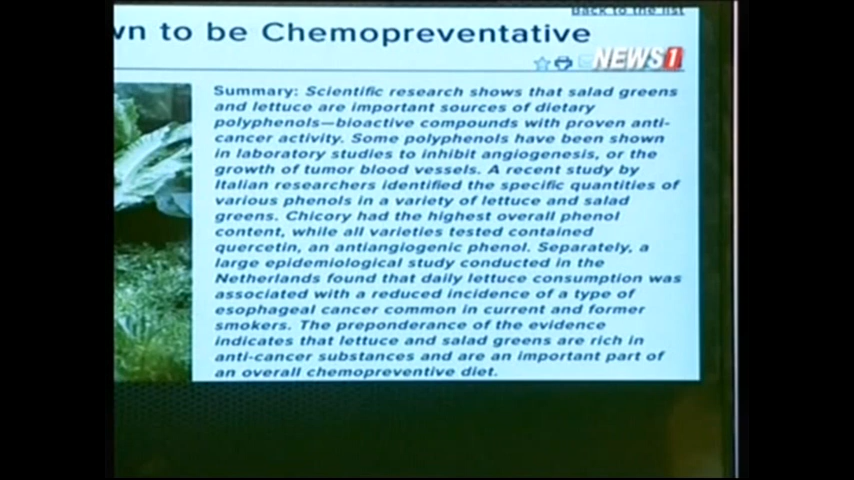 Back to the list
wn to be Chemopreventative
NEWS1
Summary: Scientific research shows that salad greens
and lettuce are important sources of dietary
polyphenols—bioactive compounds with proven anti-
cancer activity. Some polyphenols have been shown
in laboratory studies to inhibit angiogenesis, or the
growth of tumor blood vessels. A recent study by
Italian researchers identified the specific quantities of
various phenols in a variety of lettuce and salad
greens. Chicory had the highest overall phenol
content, while all varieties tested contained
quercetin, an antiangiogenic phenol. Separately, a
large epidemiological study conducted in the
Netherlands found that daily lettuce consumption was
associated with a reduced incidence of a type of
esophageal cancer common in current and former
smokers. The preponderance of the evidence
indicates that lettuce and salad greens are rich in
anti-cancer substances and are an important part of
an overall chemopreventive diet.